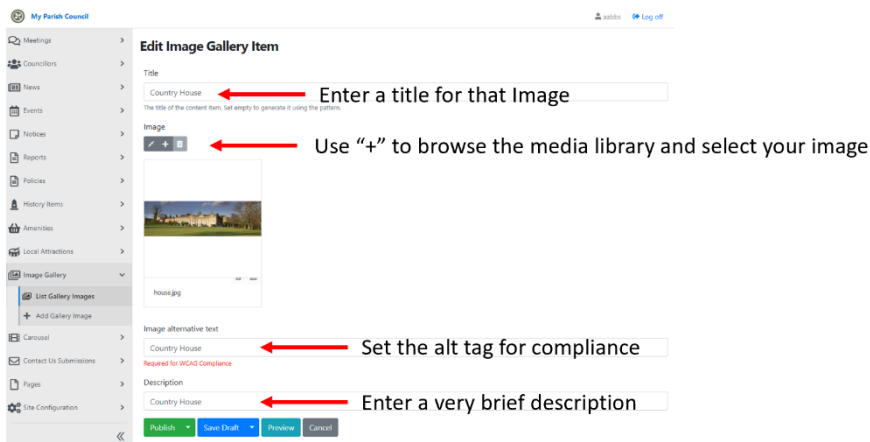 My Parish Council
aabbs Log off
Meetings
Councillors
News
Events
Notices
Reports
Policies
History Items
Amenities
Local Attractions
Image Gallery
List Gallery Images
Add Gallery Image
Carousel
Contact Us Submissions
Pages
Site Configuration
Edit Image Gallery Item
Title
Country House
Enter a title for that Image
The title of the content item. Set empty to generate it using the pattern.
Image
Use “+” to browse the media library and select your image
house.jpg
Image alternative text
Country House
Set the alt tag for compliance
Required for WCAG Compliance
Description
Country House
Enter a very brief description
Publish Save Draft Preview Cancel